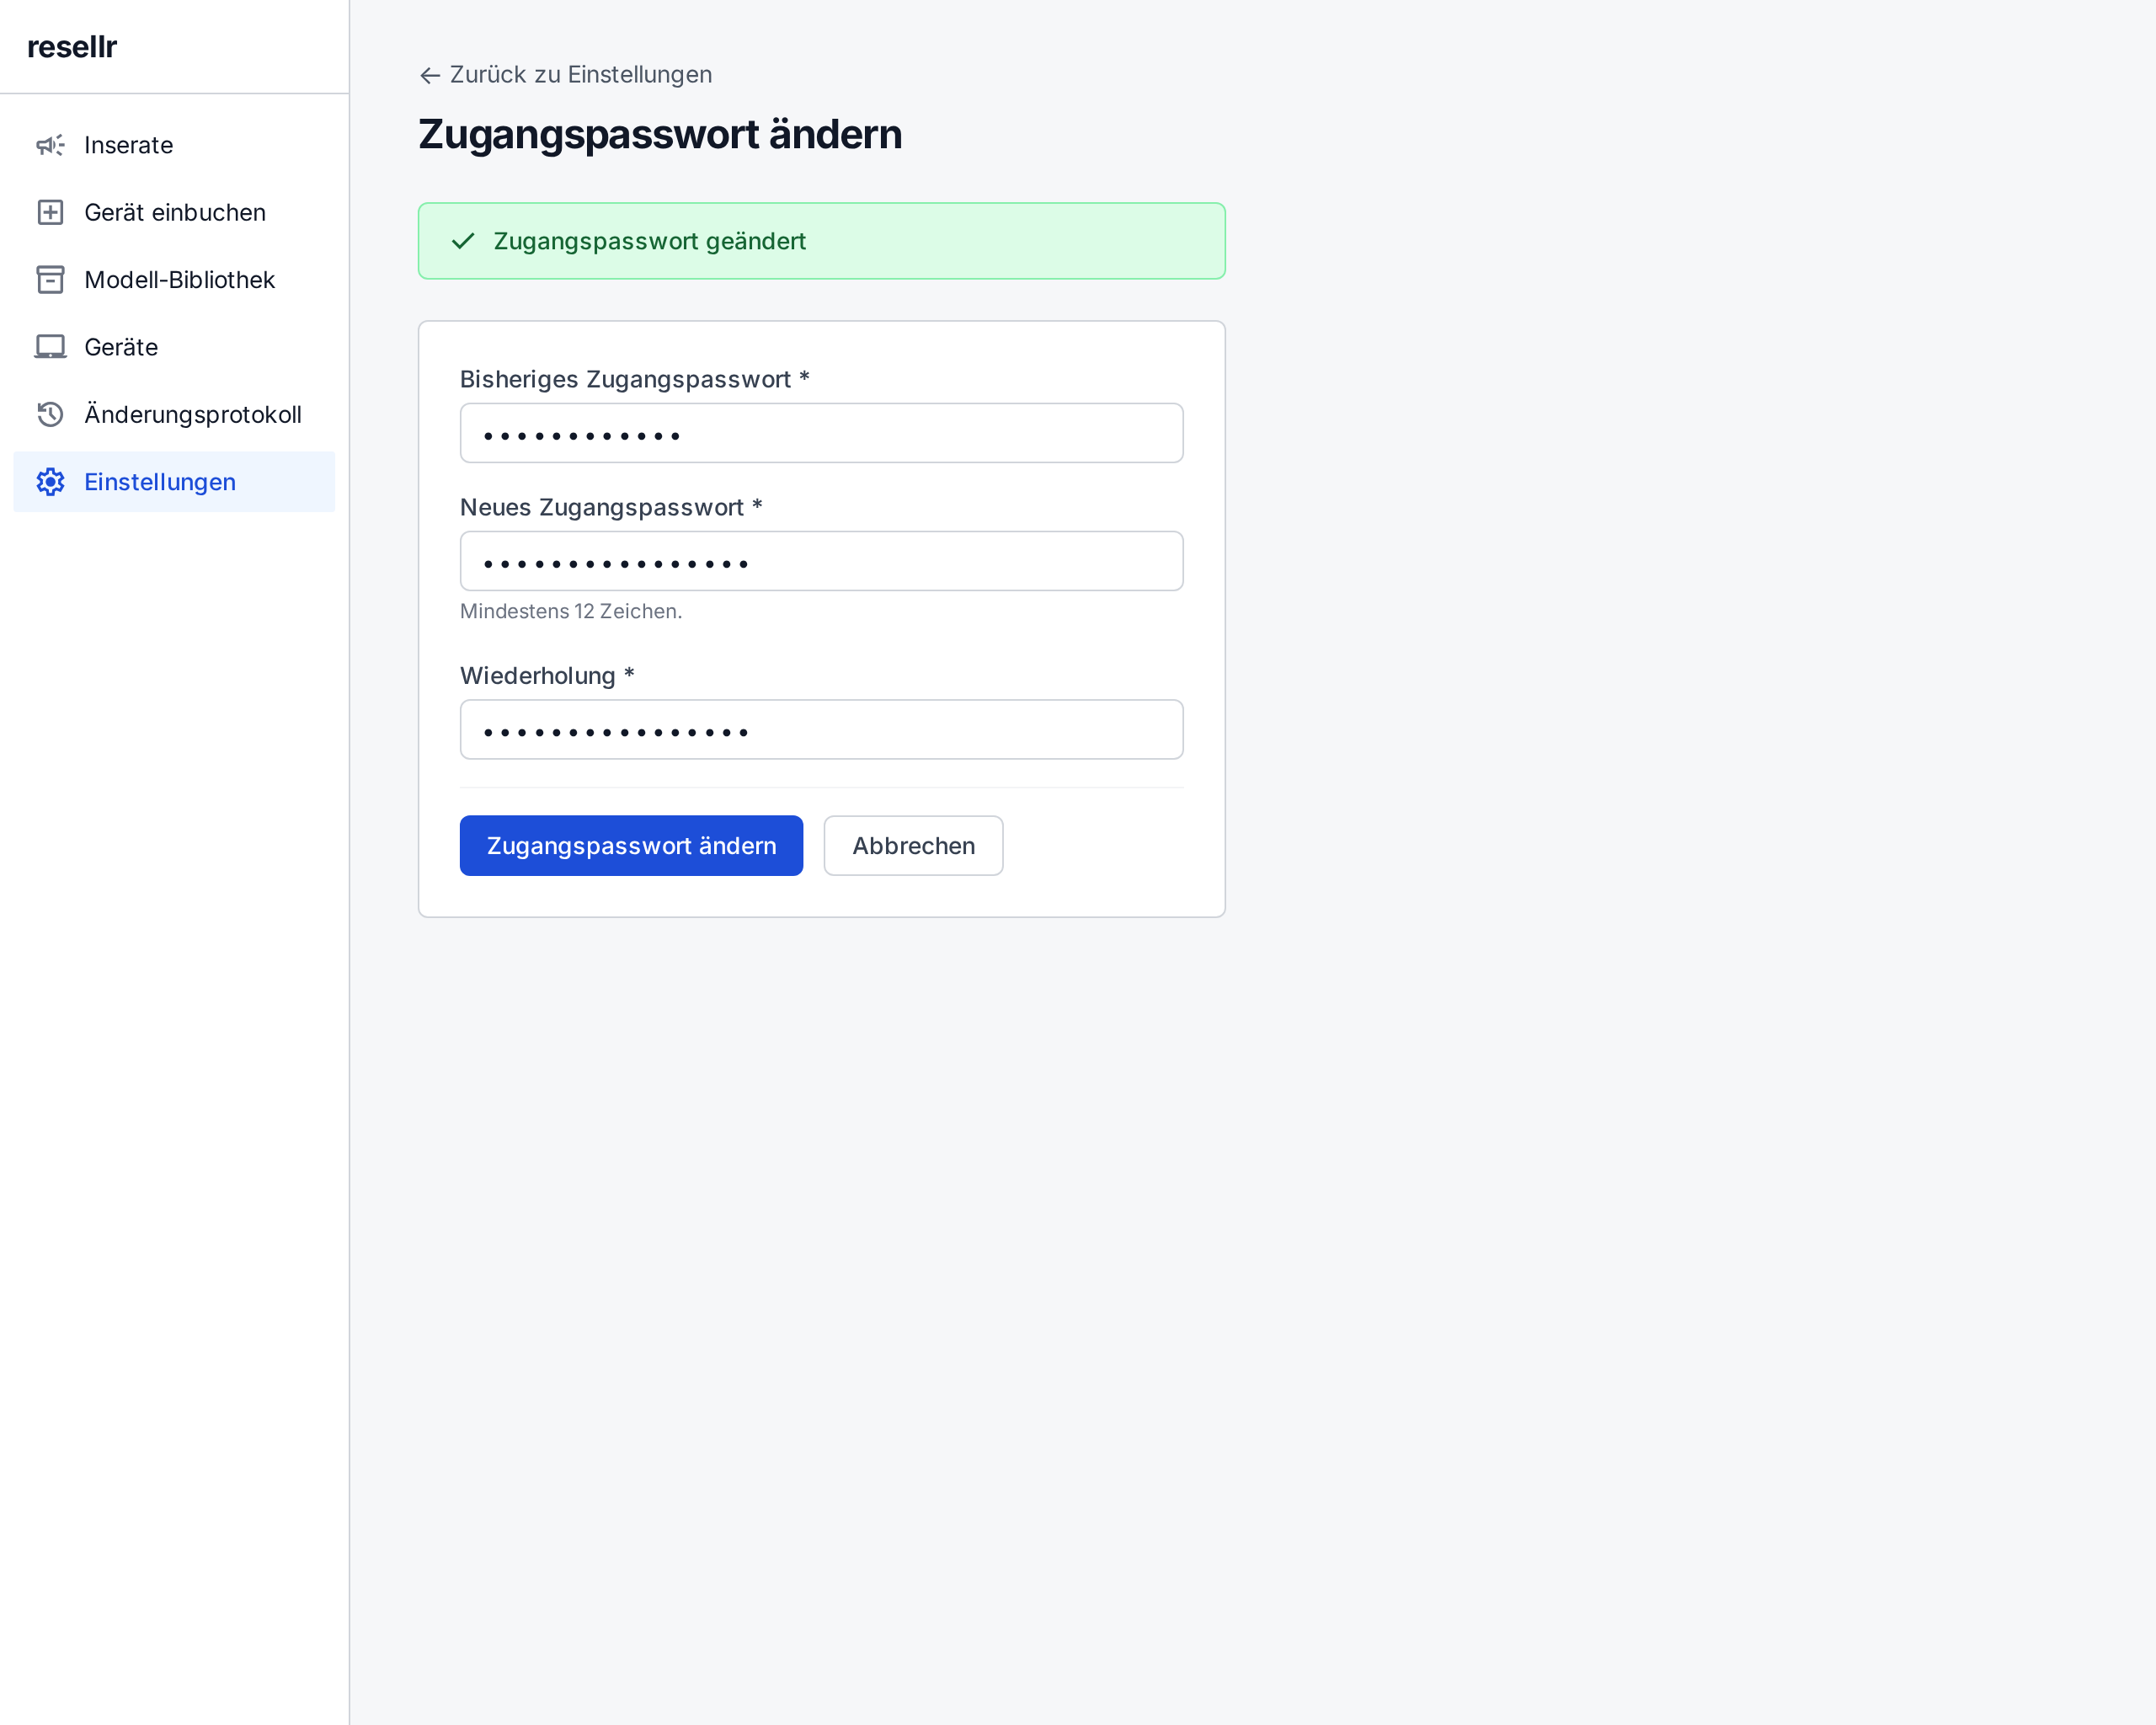 resellr
Inserate
Gerät einbuchen
Modell-Bibliothek
Geräte
Änderungsprotokoll
Einstellungen
Zurück zu Einstellungen
Zugangspasswort ändern
Zugangspasswort geändert
Bisheriges Zugangspasswort *
••••••••••••
Neues Zugangspasswort *
••••••••••••••••
Mindestens 12 Zeichen.
Wiederholung *
••••••••••••••••
Zugangspasswort ändern
Abbrechen